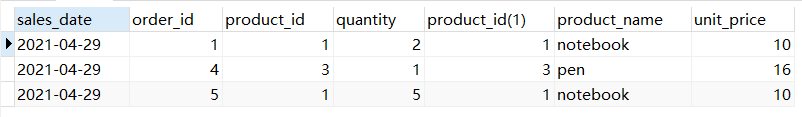 sales_date order_id product_id quantity product_id(1) product_name unit_price
2021-04-29 1 1 2 1 notebook 10
2021-04-29 4 3 1 3 pen 16
2021-04-29 5 1 5 1 notebook 10